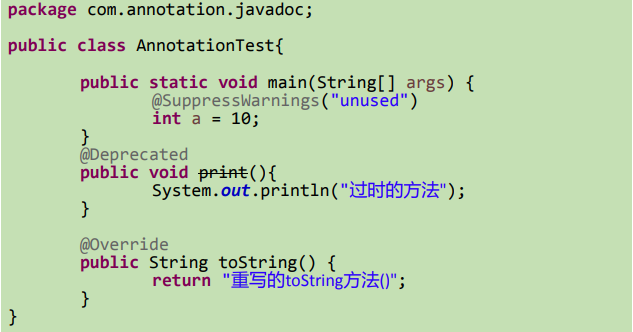 package com.annotation.javadoc;
public class AnnotationTest{
public static void main(String[] args) {
@SuppressWarnings("unused")
int a = 10;
}
@Deprecated
public void print(){
System.out.println("过时的方法");
}
@Override
public String toString() {
return "重写的toString方法()";
}
}